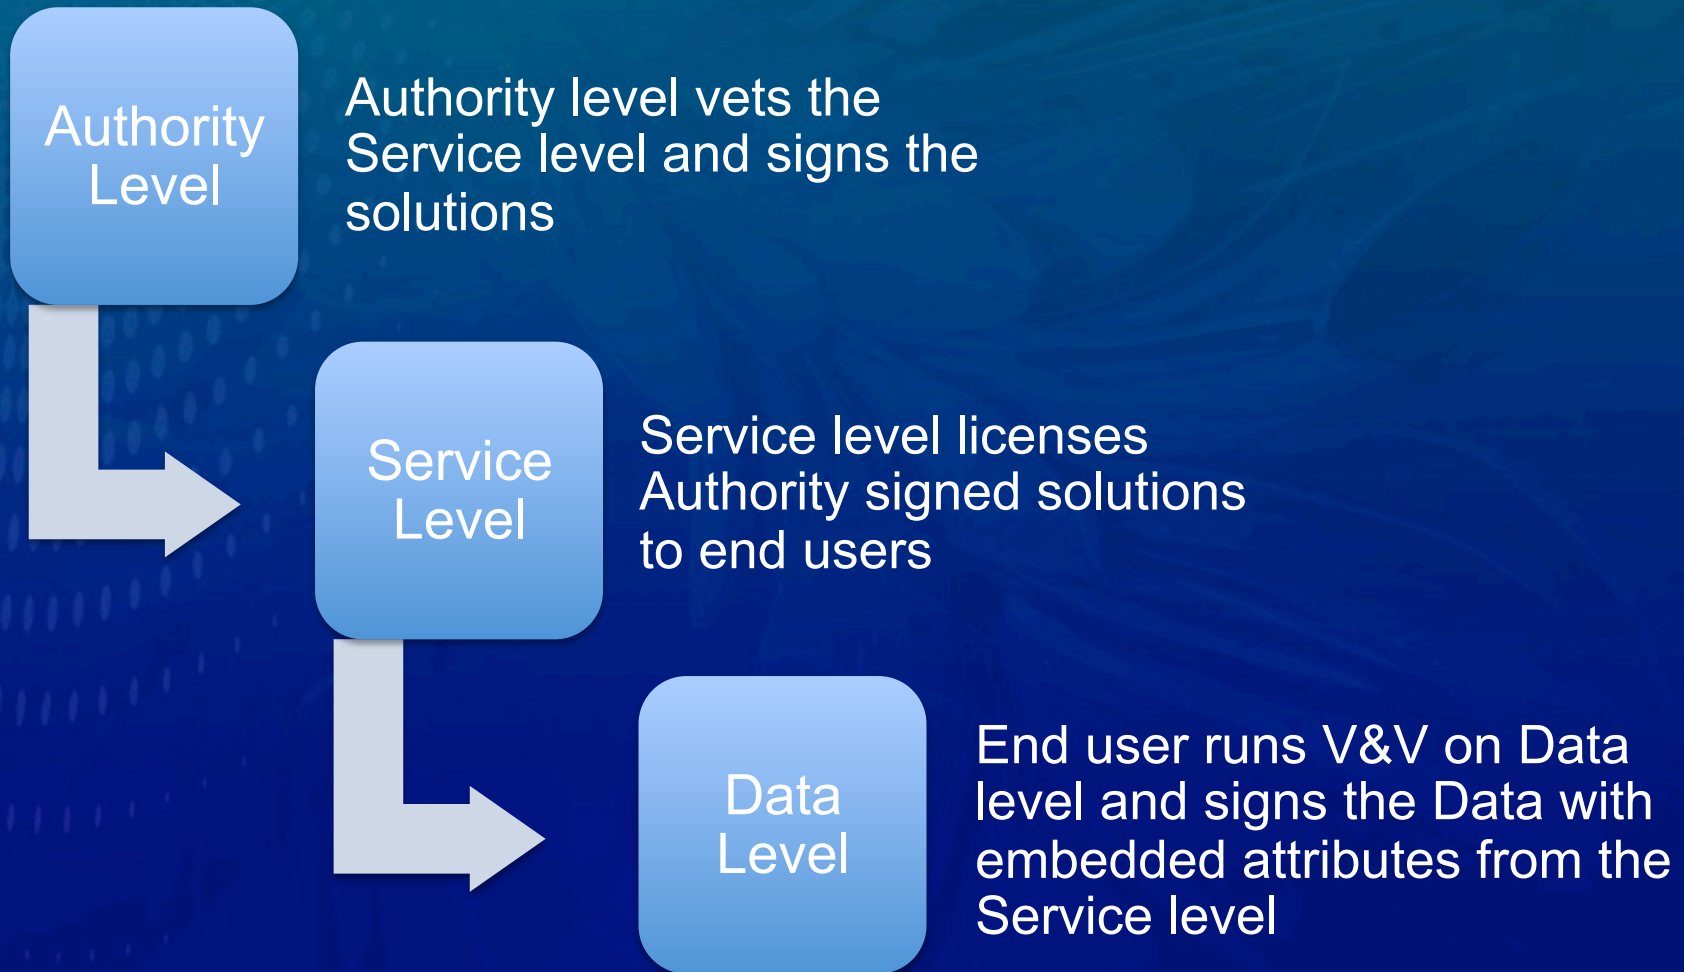 Authority
Level
Authority level vets the
Service level and signs the
solutions
Service
Level
Service level licenses
Authority signed solutions
to end users
Data
Level
End user runs V&V on Data
level and signs the Data with
embedded attributes from the
Service level